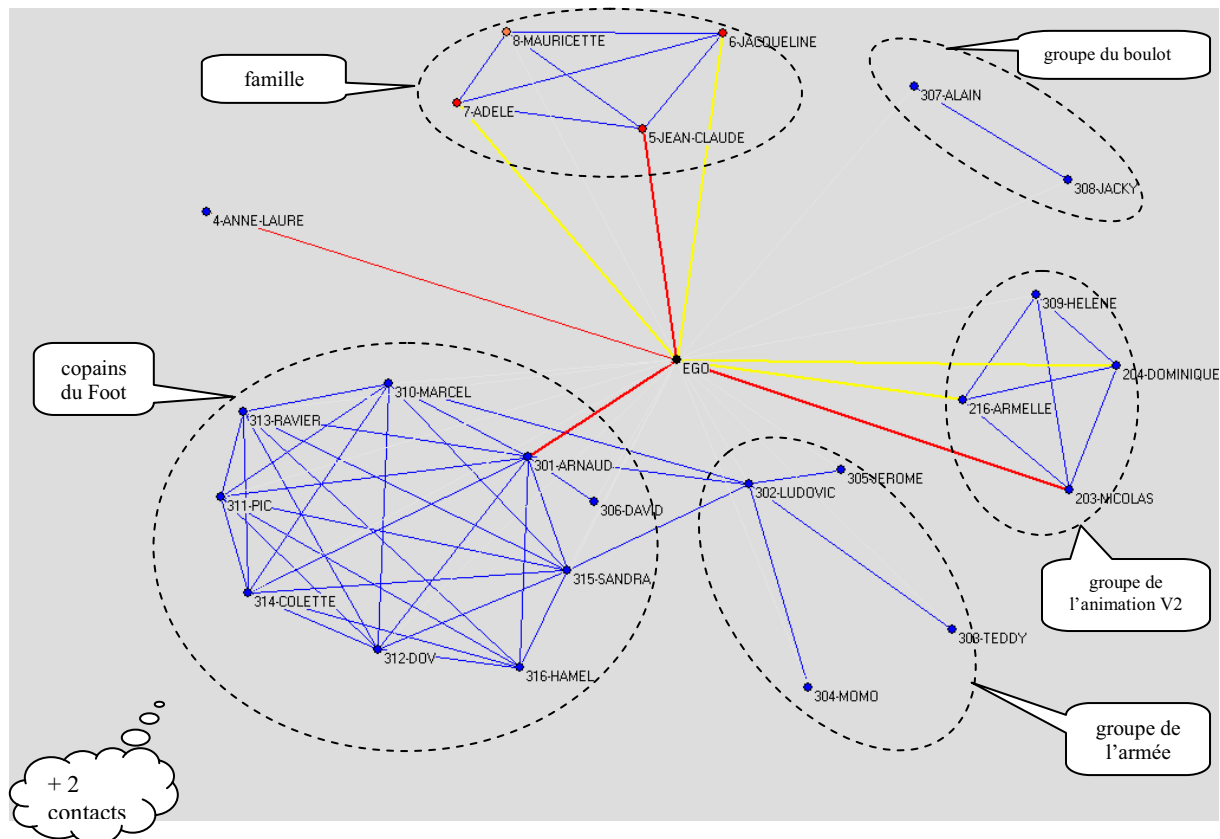 8-MAURICETTE
6-JACQUELINE
groupe du boulot
famille
307-ALAIN
7-ADELE
5-JEAN-CLAUDE
308-JACKY
4-ANNE-LAURE
309-HELENE
copains
du Foot
EGO
204-DOMINIQUE
310-MARCEL
216-ARMELLE
313-RAVIER
301-ARNAUD
305-JEROME
302-LUDOVIC
203-NICOLAS
311-PIC
306-DAVID
315-SANDRA
groupe de
l'animation V2
314-COLETTE
303-TEDDY
312-DOV
316-HAMEL
304-MOMO
groupe de
l'armée
+ 2
contacts